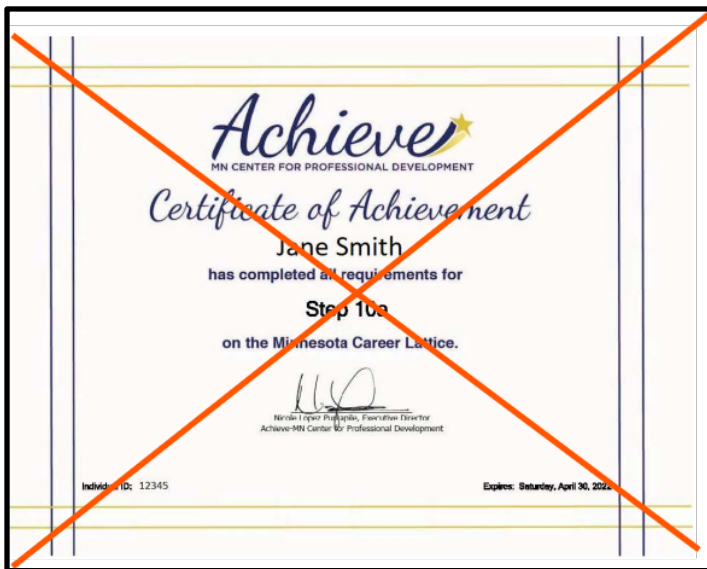 Achieve
MN CENTER FOR PROFESSIONAL DEVELOPMENT
Certificate of Achievement
Jane Smith
has completed all requirements for
Step 10a
on the Minnesota Career Lattice.
Nicole Lopez Executive Director
Achieve-MN Center for Professional Development
Individual ID: 12345
Expires: Saturday, April 30, 2022